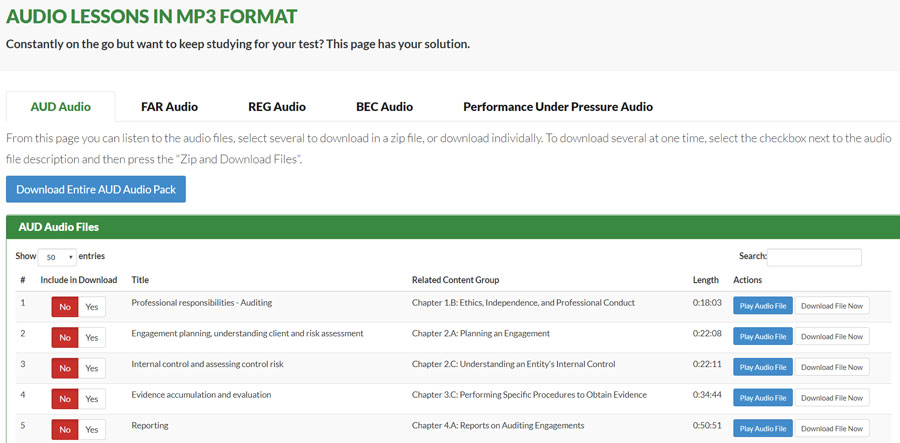 AUDIO LESSONS IN MP3 FORMAT
Constantly on the go but want to keep studying for your test? This page has your solution.
AUD Audio FAR Audio REG Audio BEC Audio Performance Under Pressure Audio
From this page you can listen to the audio files, select several to download in a zip file, or download individally. To download several at one time, select the checkbox next to the audio
file description and then press the "Zip and Download Files".
Download Entire AUD Audio Pack
AUD Audio Files
Show 50 entries Search:
# Include in Download Title Related Content Group Length Actions
1 No Yes Professional responsibilities - Auditing Chapter 1.B: Ethics, Independence, and Professional Conduct 0:18:03 Play Audio File Download File Now
2 No Yes Engagement planning, understanding client and risk assessment Chapter 2.A: Planning an Engagement 0:22:08 Play Audio File Download File Now
3 No Yes Internal control and assessing control risk Chapter 2.C: Understanding an Entity's Internal Control 0:22:11 Play Audio File Download File Now
4 No Yes Evidence accumulation and evaluation Chapter 3.C: Performing Specific Procedures to Obtain Evidence 0:34:44 Play Audio File Download File Now
5 No Yes Reporting Chapter 4.A: Reports on Auditing Engagements 0:50:51 Play Audio File Download File Now